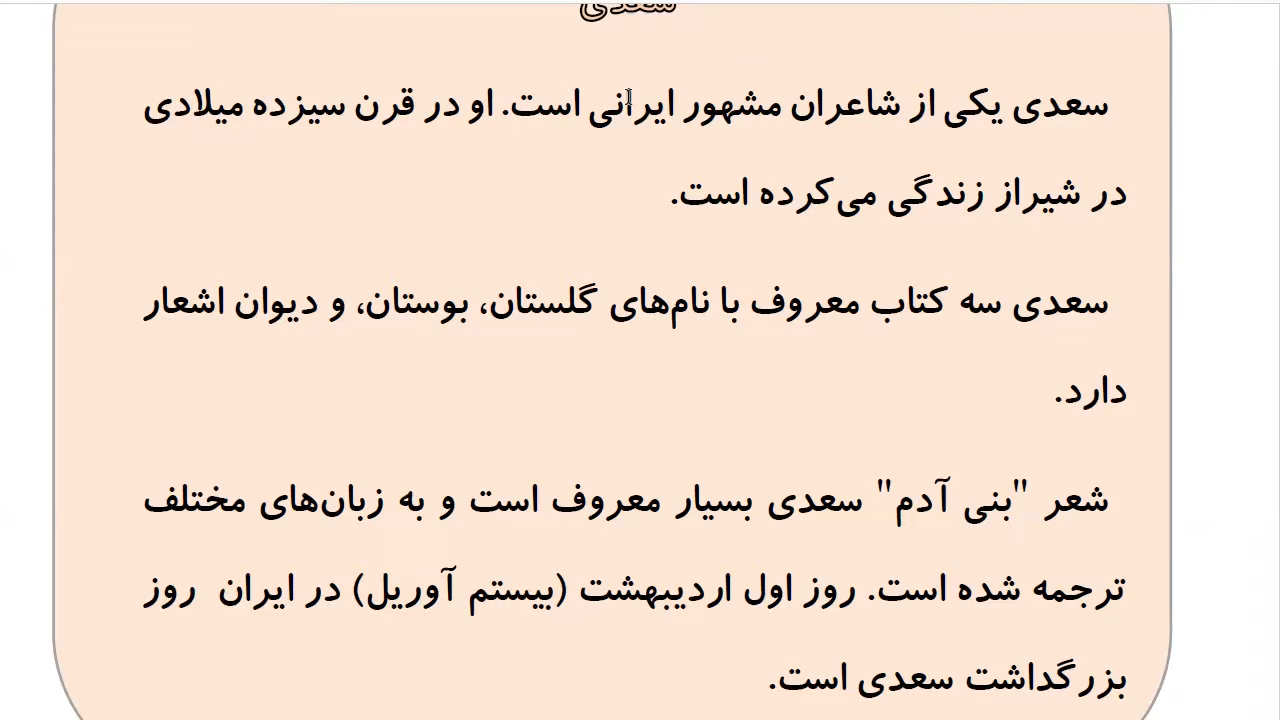 سعدی
سعدی یکی از شاعران مشهور ایرانی است. او در قرن سیزده میلادی
در شیراز زندگی می‌کرده است.
سعدی سه کتاب معروف با نام‌های گلستان، بوستان، و دیوان اشعار
دارد.
شعر "بنی آدم" سعدی بسیار معروف است و به زبان‌های مختلف
ترجمه شده است. روز اول اردیبهشت (بیستم آوریل) در ایران روز
بزرگداشت سعدی است.